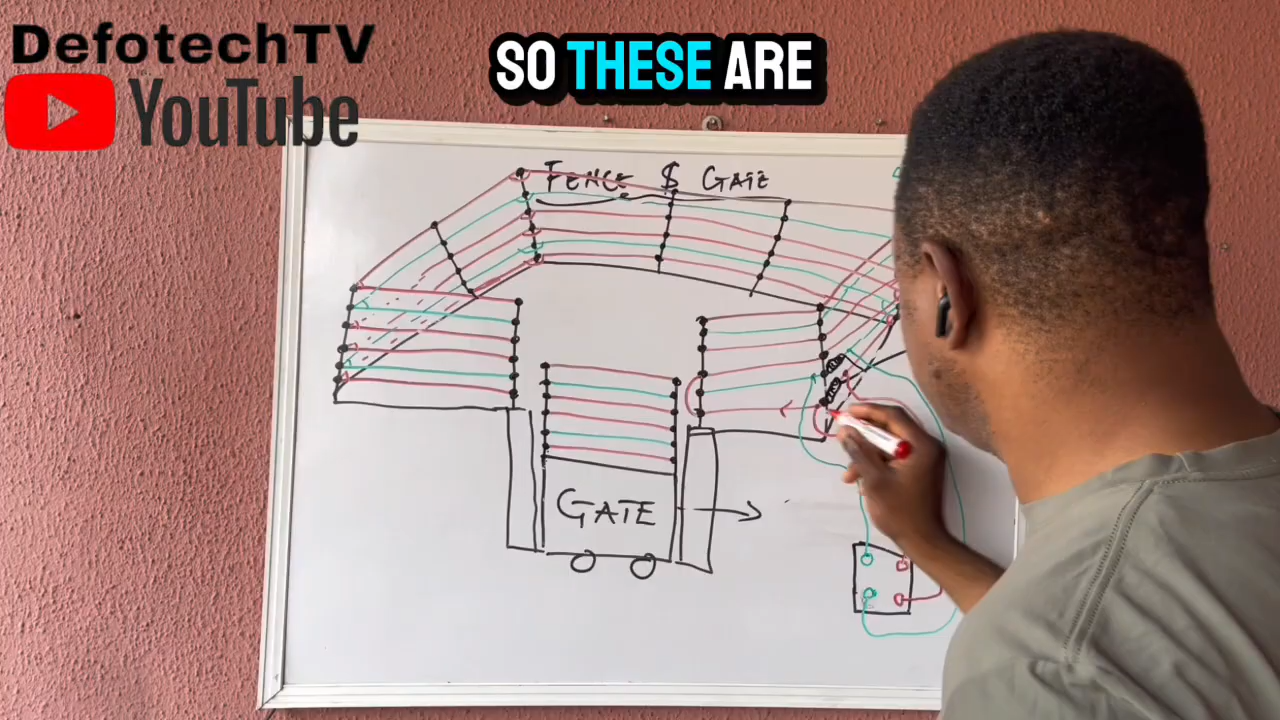 DefotechTV
YouTube
SO THESE ARE
FENCE $ GATE
GATE